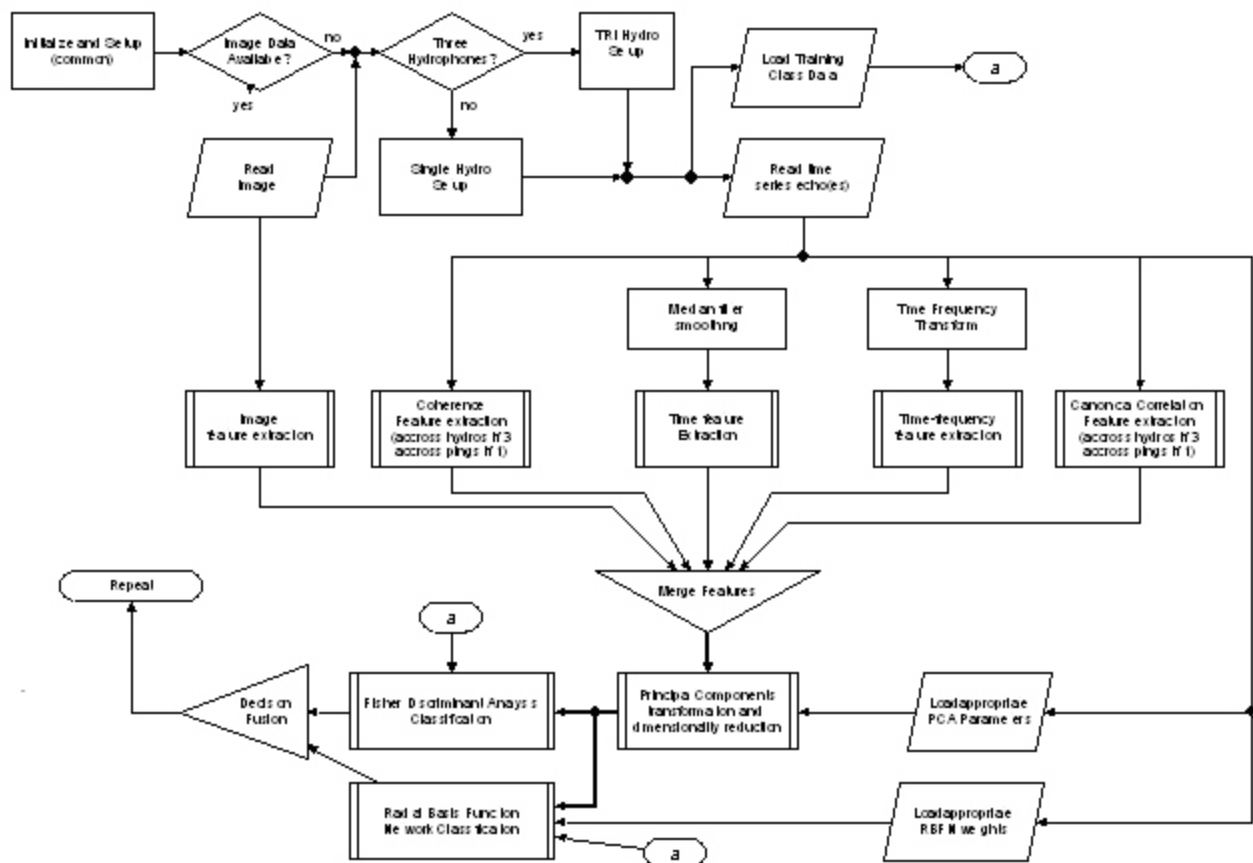 Initialize and Setup
(common)
Image Data
Available?
no
yes
Three
Hydrophones?
yes
no
TRI Hydro
Setup
Load Training
Class Data
a
Read
Image
Single Hydro
Setup
Read time
series echo(es)
Median filter
smoothing
Time Frequency
Transform
Image
feature extraction
Coherence
Feature extraction
(accross hydros if 3
accross pings if 1)
Time feature
Extraction
Time-frequency
feature extraction
Canonical Correlation
Feature extraction
(accross hydros if 3
accross pings if 1)
Merge Features
Repeat
a
Decision
Fusion
Fisher Discriminant Analysis
Classification
Principal Components
transformation and
dimensionality reduction
Load appropriate
PCA Parameters
Radial Basis Function
Network Classification
Load appropriate
RBFN weights
a